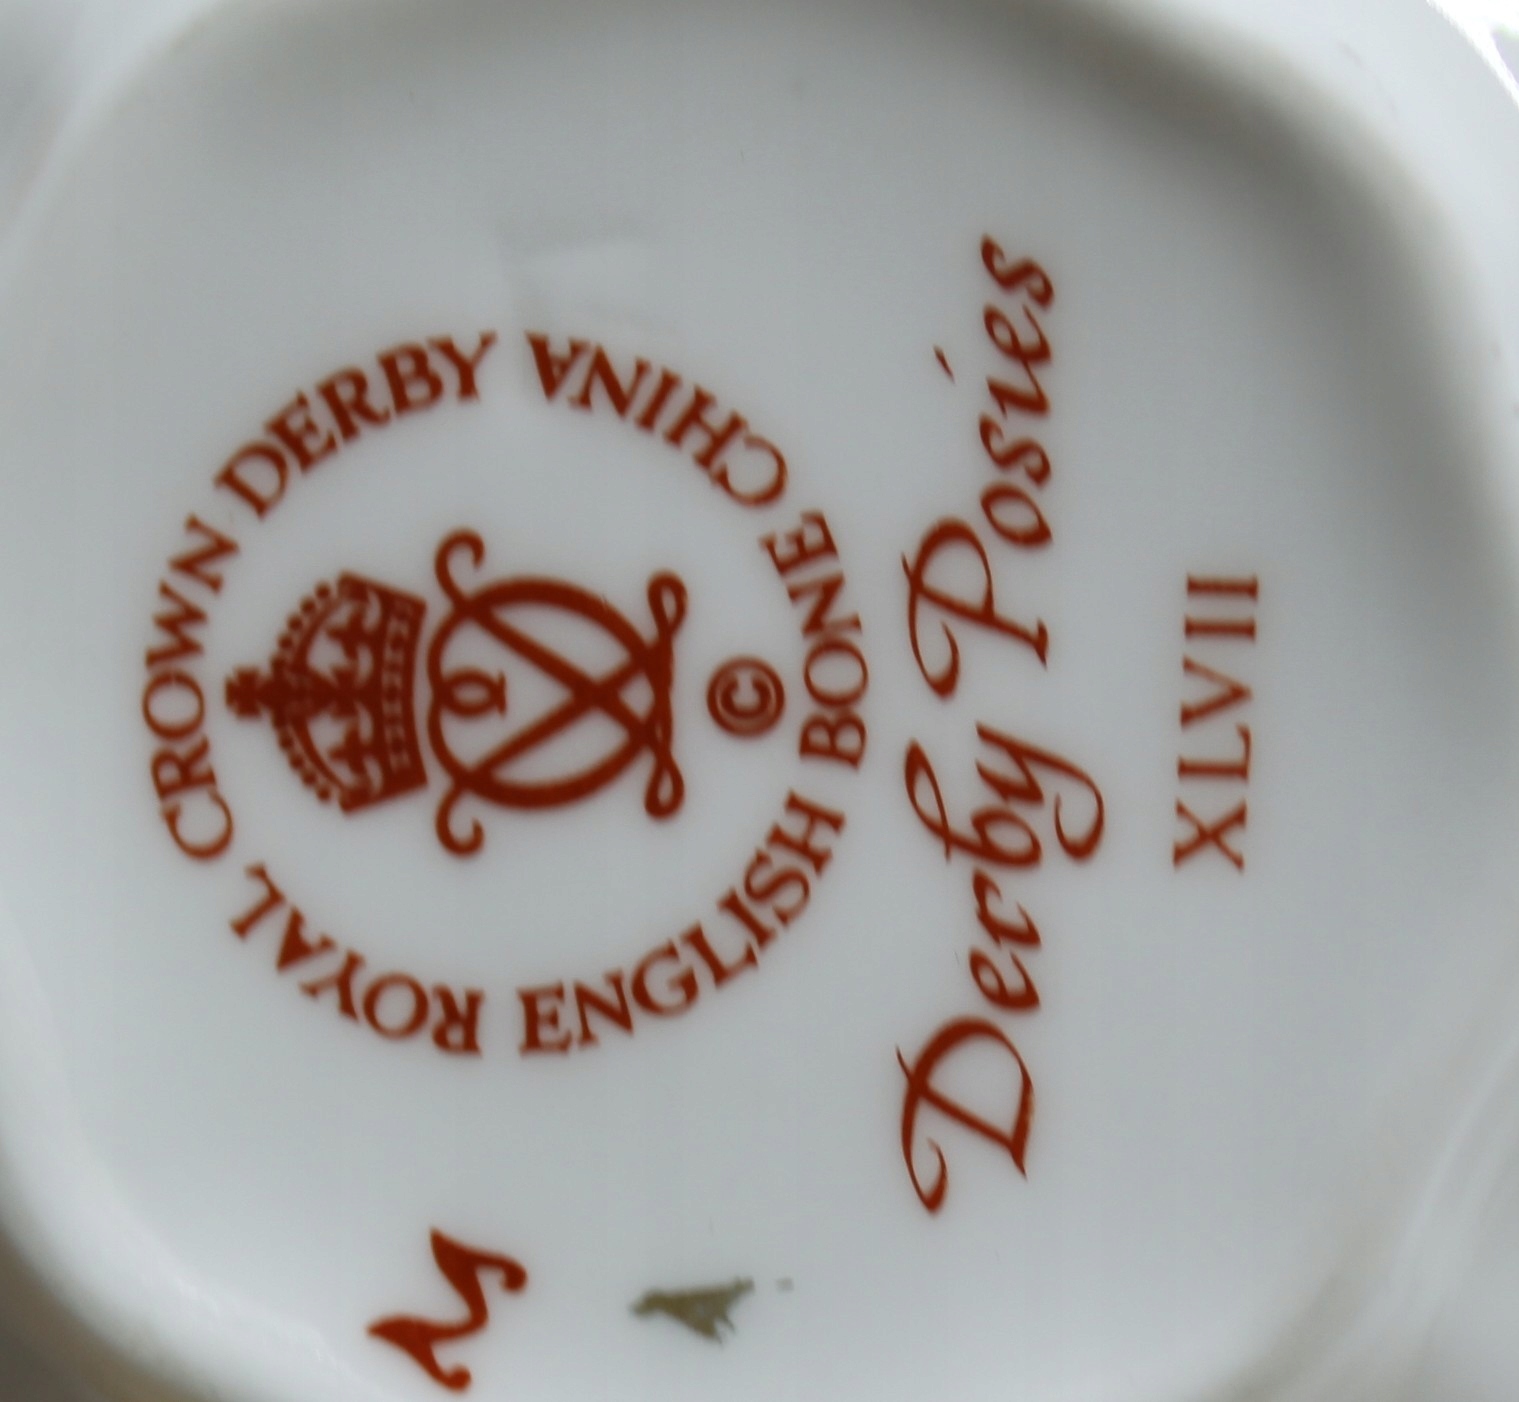 ROYAL CROWN DERBY
©
ENGLISH BONE CHINA
Derby Posies
XLVII